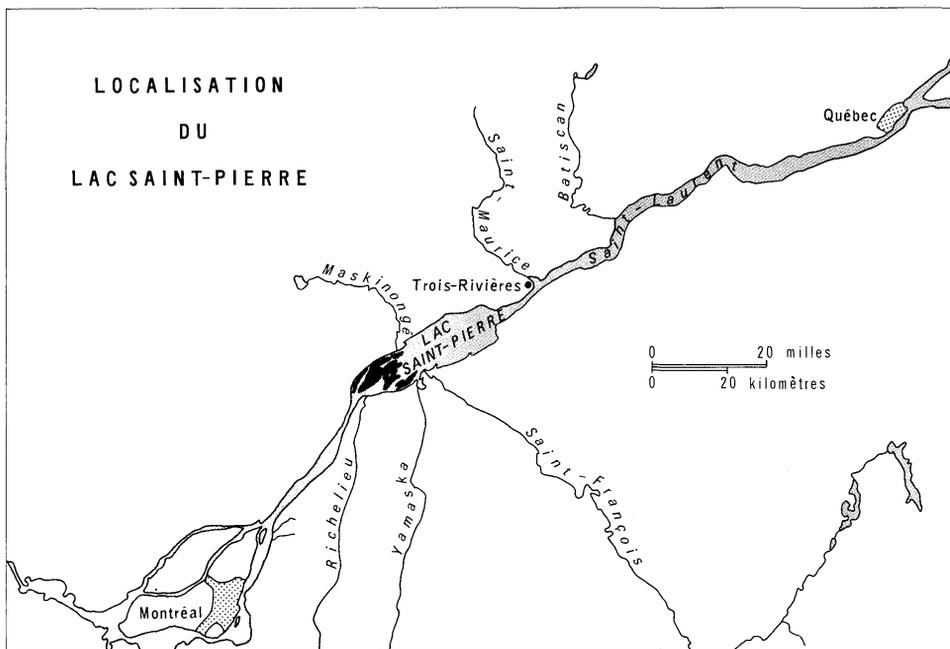 LOCALISATION
DU
LAC SAINT-PIERRE
Québec
Batiscan
Saint-Maurice
Saint-Laurent
Maskinongé
Trois-Rivières
LAC
SAINT-PIERRE
0 20 milles
0 20 kilomètres
Richelieu
Yamaska
Saint-François
Montréal